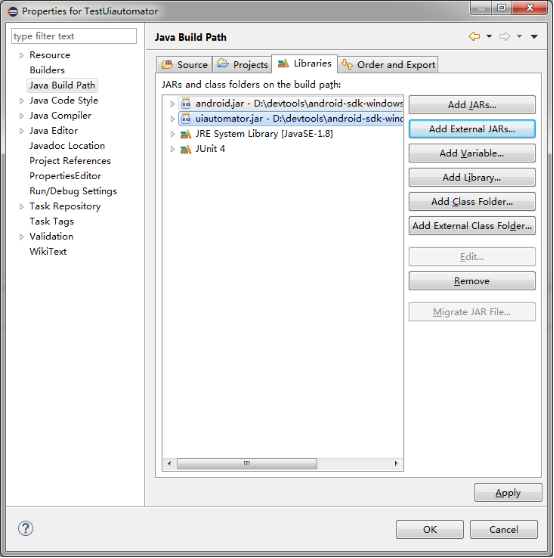 Properties for TestUiautomator
type filter text
Resource
Builders
Java Build Path
Java Code Style
Java Compiler
Java Editor
Javadoc Location
Project References
PropertiesEditor
Run/Debug Settings
Task Repository
Task Tags
Validation
WikiText
Java Build Path
Source
Projects
Libraries
Order and Export
JARs and class folders on the build path:
android.jar - D:\devtools\android-sdk-windows
uiautomator.jar - D:\devtools\android-sdk-wind
JRE System Library [JavaSE-1.8]
JUnit 4
Add JARs...
Add External JARs...
Add Variable...
Add Library...
Add Class Folder...
Add External Class Folder...
Edit...
Remove
Migrate JAR File...
Apply
OK
Cancel